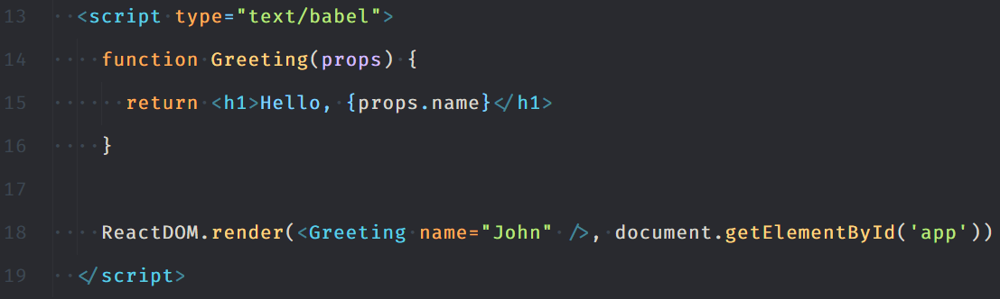 13 <script type="text/babel">
14 function Greeting(props) {
15 return <h1>Hello, {props.name}</h1>
16 }
17
18 ReactDOM.render(<Greeting name="John" />, document.getElementById('app'))
19 </script>